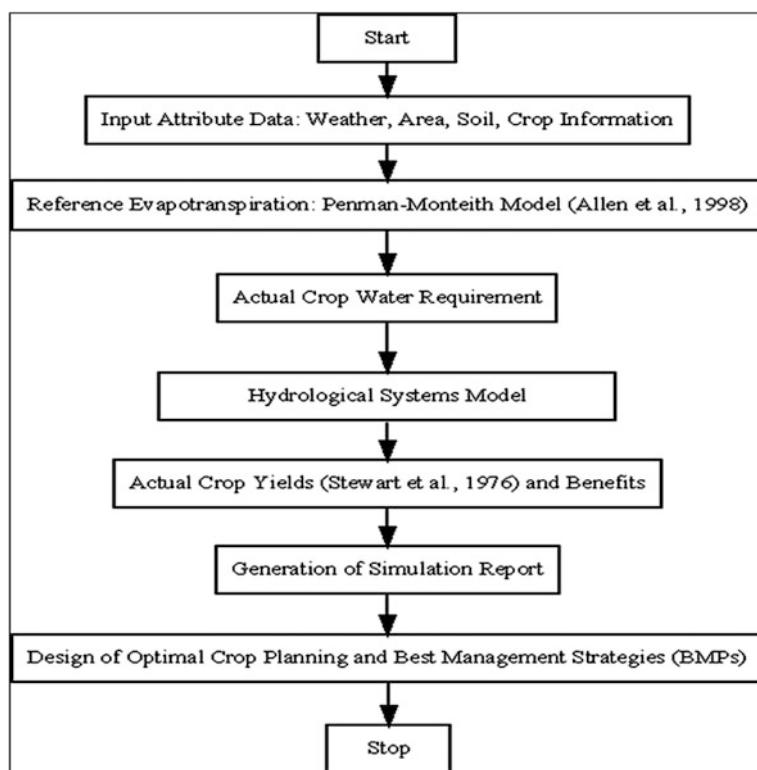 Start
Input Attribute Data: Weather, Area, Soil, Crop Information
Reference Evapotranspiration: Penman-Monteith Model (Allen et al., 1998)
Actual Crop Water Requirement
Hydrological Systems Model
Actual Crop Yields (Stewart et al., 1976) and Benefits
Generation of Simulation Report
Design of Optimal Crop Planning and Best Management Strategies (BMPs)
Stop